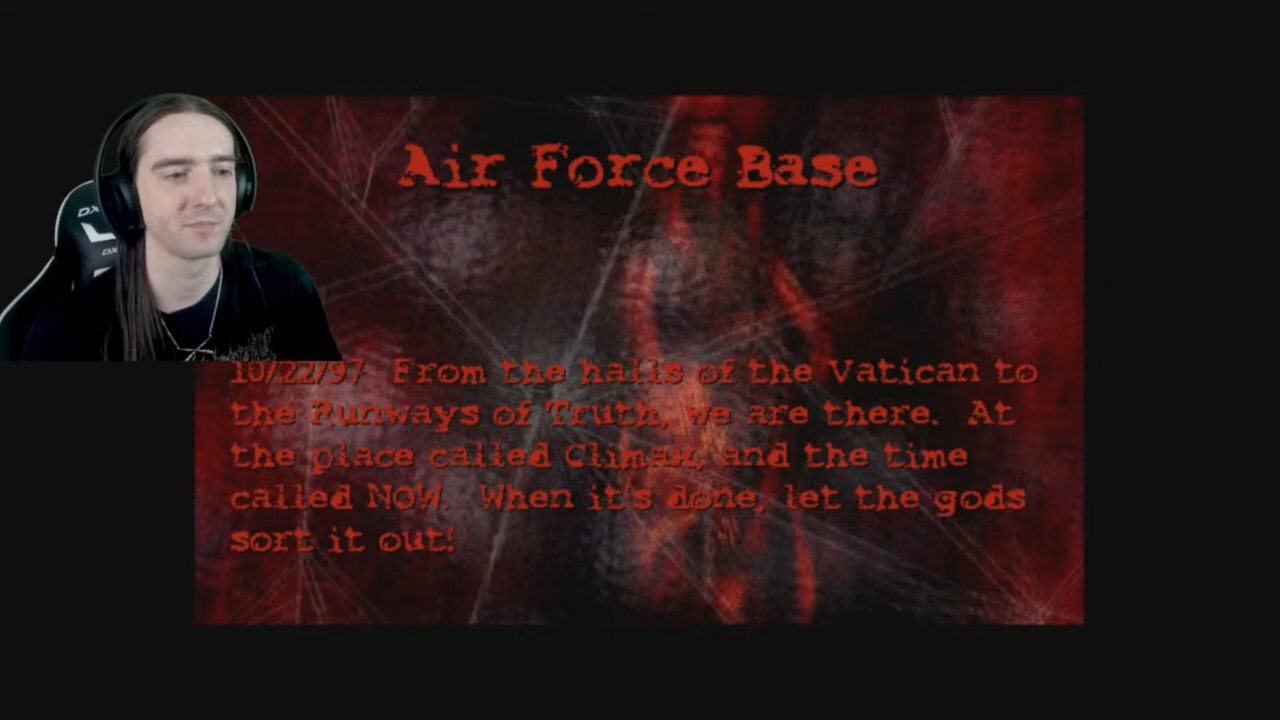 Air Force Base
DX
DX
10/22/97 From the halls of the Vatican to
the Runways of Truth, we are there. At
the place called Climax, and the time
called NOW. When it's done, let the gods
sort it out!